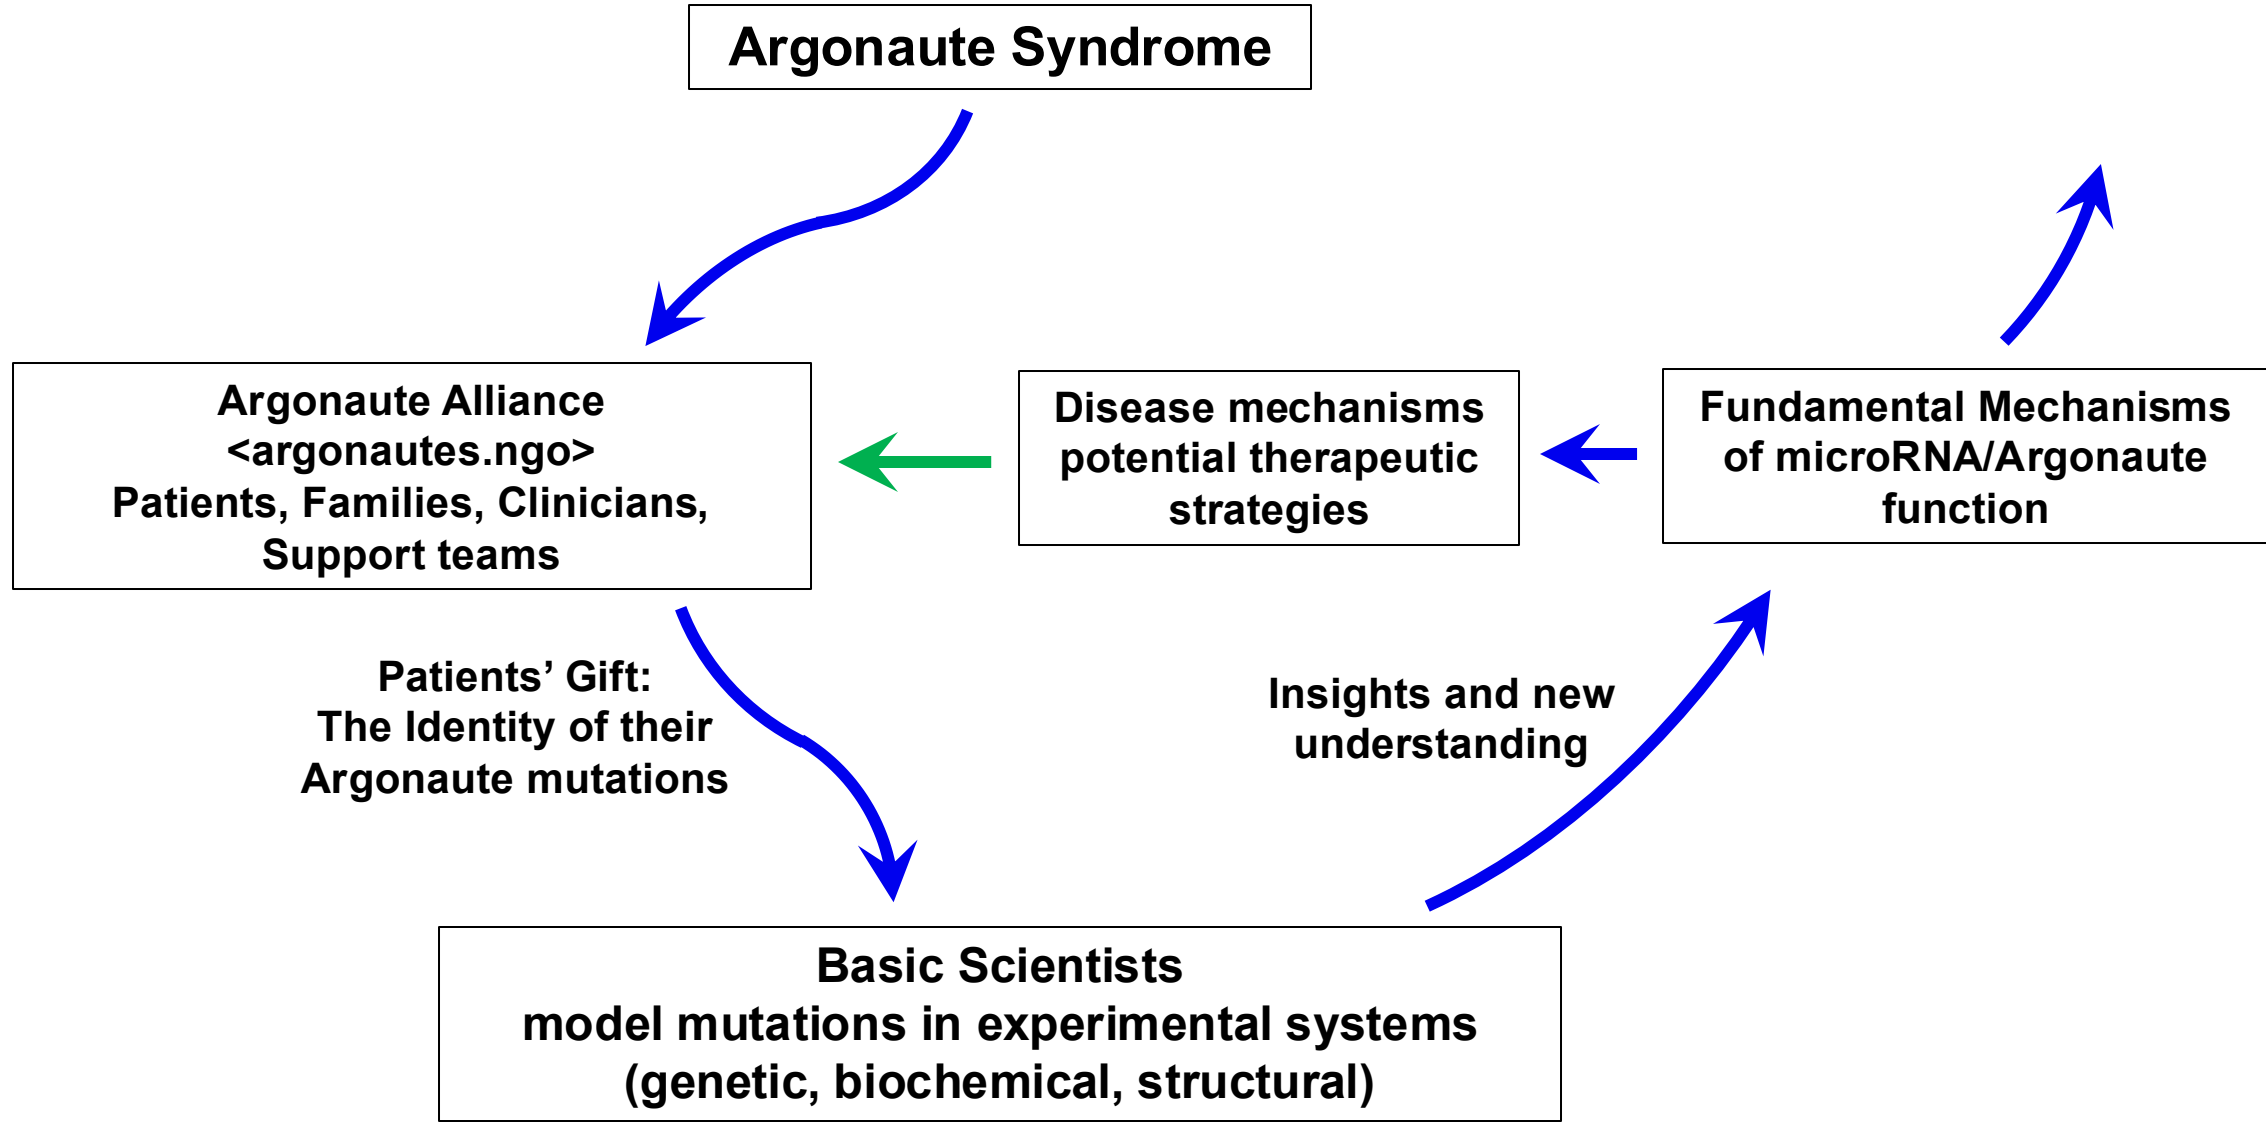 Argonaute Syndrome
Argonaute Alliance
<argonautes.ngo>
Patients, Families, Clinicians,
Support teams
Disease mechanisms
potential therapeutic
strategies
Fundamental Mechanisms
of microRNA/Argonaute
function
Patients’ Gift:
The Identity of their
Argonaute mutations
Insights and new
understanding
Basic Scientists
model mutations in experimental systems
(genetic, biochemical, structural)